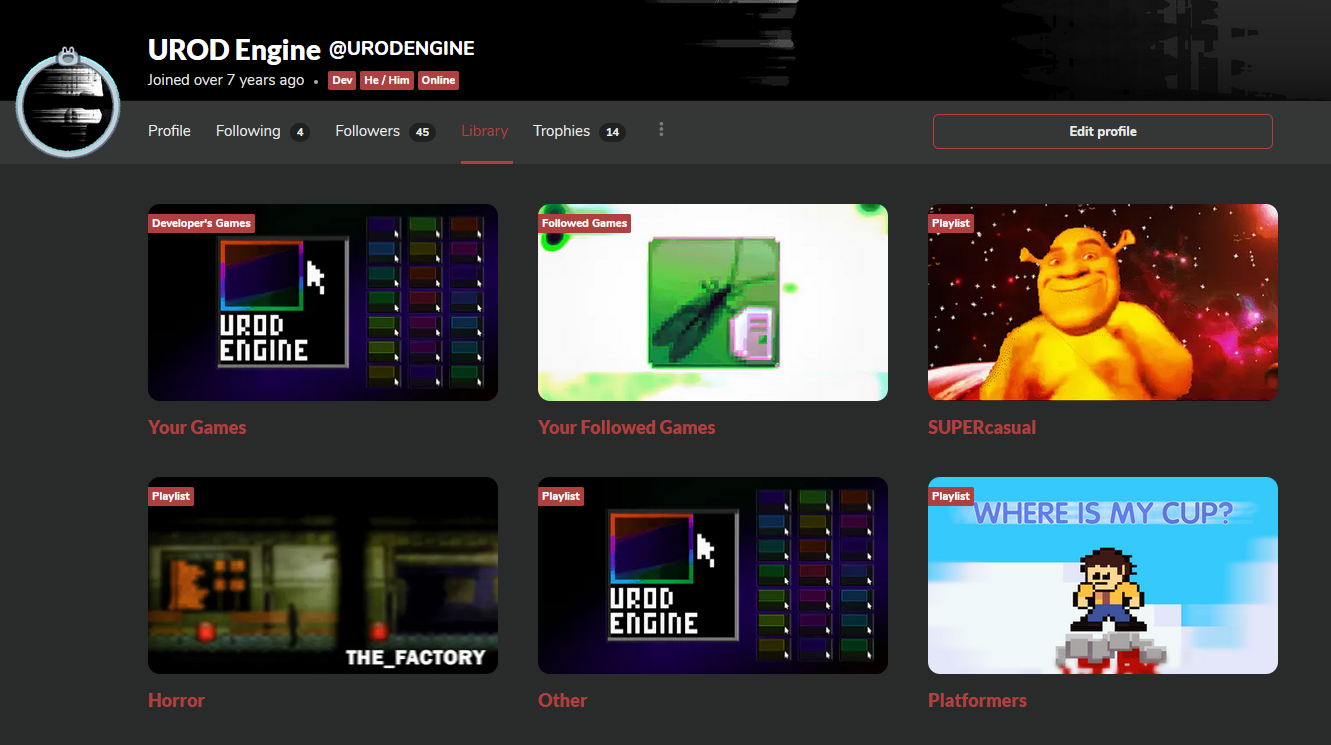 UROD Engine @URODENGINE
Joined over 7 years ago • Dev He / Him Online
Profile Following 4 Followers 45 Library Trophies 14 Edit profile
Developer's Games
UROD
ENGINE
Your Games
Followed Games
Your Followed Games
Playlist
SUPERcasual
Playlist
THE_FACTORY
Horror
Playlist
UROD
ENGINE
Other
Playlist
WHERE IS MY CUP?
Platformers